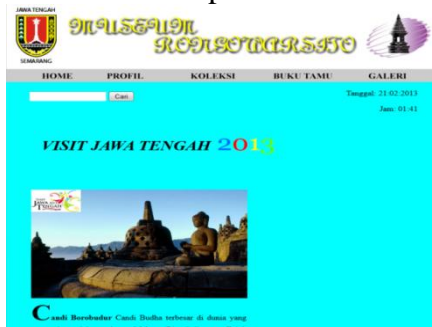 JAWA TENGAH
MUSEUM
RONGGOWARSITO
SEMARANG
HOME PROFIL KOLEKSI BUKU TAMU GALERI
Cari
Tanggal: 21:02:2013
Jam: 01:41
VISIT JAWA TENGAH 2013
Candi Borobudur Candi Budha terbesar di dunia yang